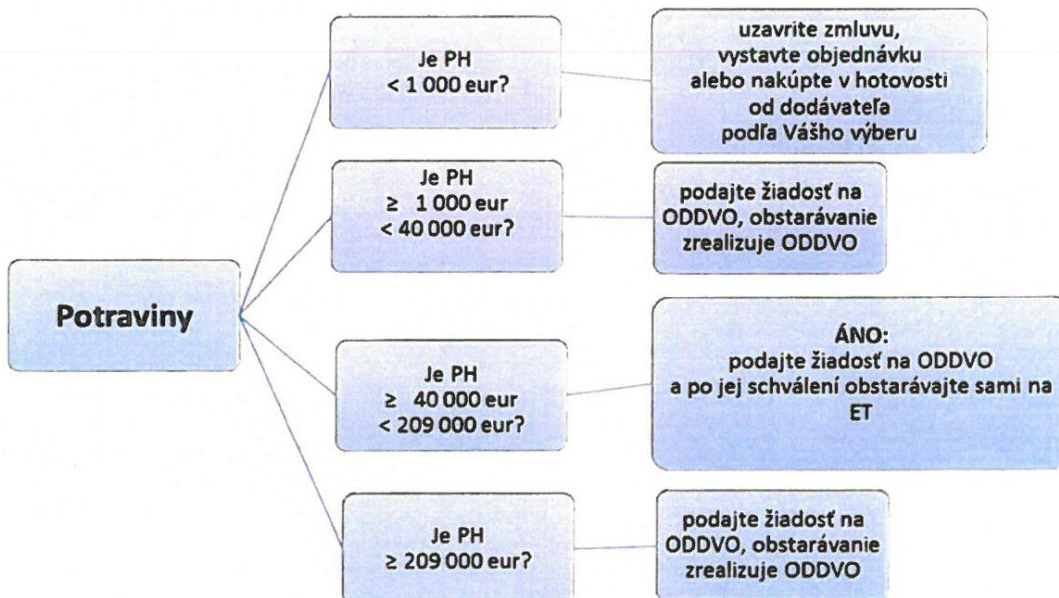 Potraviny
Je PH
< 1 000 eur?
uzavrite zmluvu,
vystavte objednávku
alebo nakúpte v hotovosti
od dodávateľa
podľa Vášho výberu
Je PH
≥ 1 000 eur
< 40 000 eur?
podajte žiadosť na
ODDVO, obstarávanie
zrealizuje ODDVO
Je PH
≥ 40 000 eur
< 209 000 eur?
ÁNO:
podajte žiadosť na ODDVO
a po jej schválení obstarávajte sami na
ET
Je PH
≥ 209 000 eur?
podajte žiadosť na
ODDVO, obstarávanie
zrealizuje ODDVO